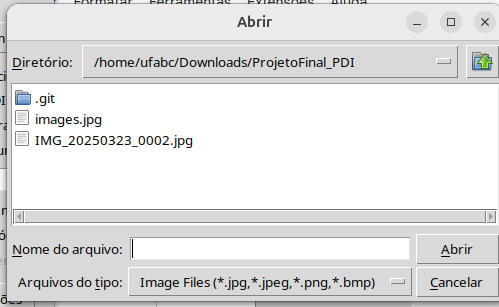 Formatar Ferramentas Extensões Ajuda
Abrir
Diretório: /home/ufabc/Downloads/ProjetoFinal_PDI
.git
images.jpg
IMG_20250323_0002.jpg
Nome do arquivo: Abrir
Arquivos do tipo: Image Files (*.jpg,*.jpeg,*.png,*.bmp) Cancelar